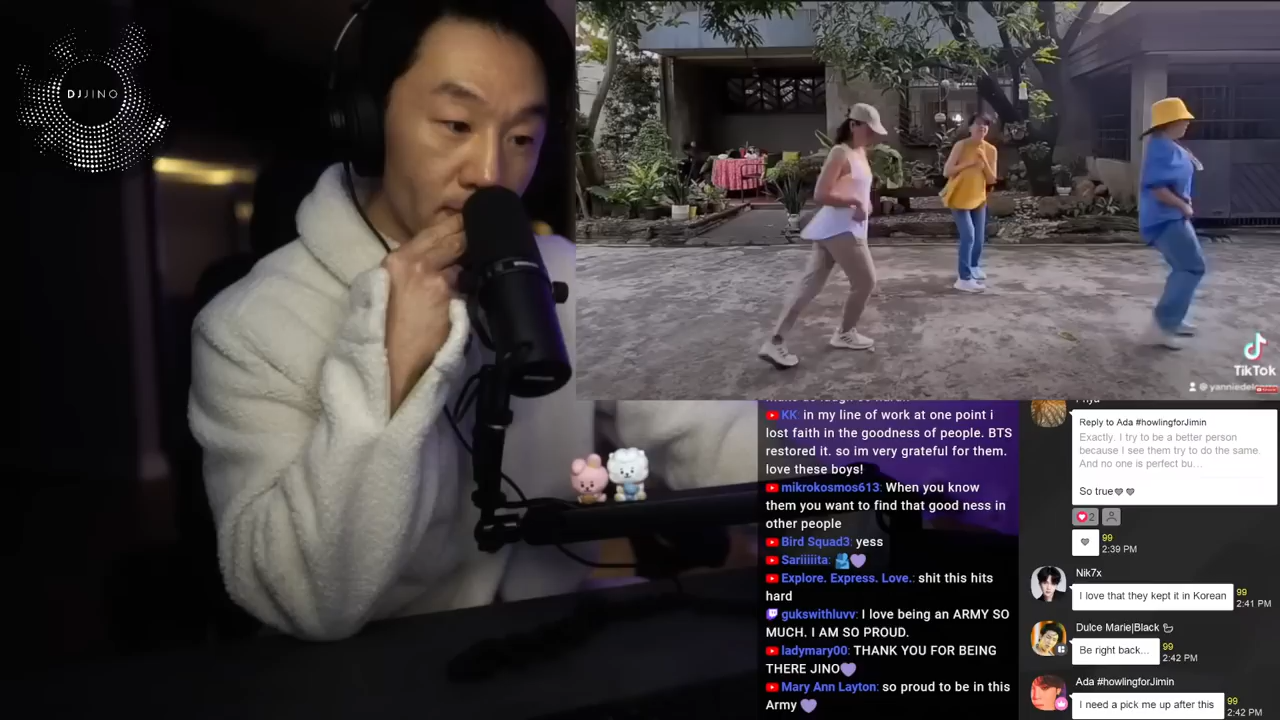 DJJINO
TikTok
KK in my line of work at one point i
lost faith in the goodness of people. BTS
restored it. so im very grateful for them.
love these boys!
mikrokosmos613: When you know
them you want to find that good ness in
other people
Bird Squad3: yess
Sariiiiita: 🫂💜
Explore. Express. Love.: shit this hits
hard
gukswithluvv: I love being an ARMY SO
MUCH. I AM SO PROUD.
ladymary00: THANK YOU FOR BEING
THERE JINO💜
Mary Ann Layton: so proud to be in this
Army 💜
Reply to Ada #howlingforJimin
Exactly. I try to be a better person
because I see them try to do the same.
And no one is perfect bu...
So true
2
99
2:39 PM
Nik7x
I love that they kept it in Korean
99
2:41 PM
Dulce Marie|Black
Be right back...
99
2:42 PM
Ada #howlingforJimin
I need a pick me up after this
99
2:42 PM